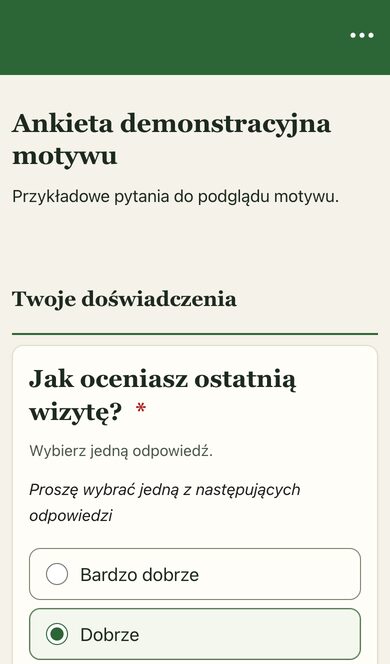 Ankieta demonstracyjna
motywu
Przykładowe pytania do podglądu motywu.
Twoje doświadczenia
Jak oceniasz ostatnią
wizytę? *
Wybierz jedną odpowiedź.
Proszę wybrać jedną z następujących
odpowiedzi
Bardzo dobrze
Dobrze